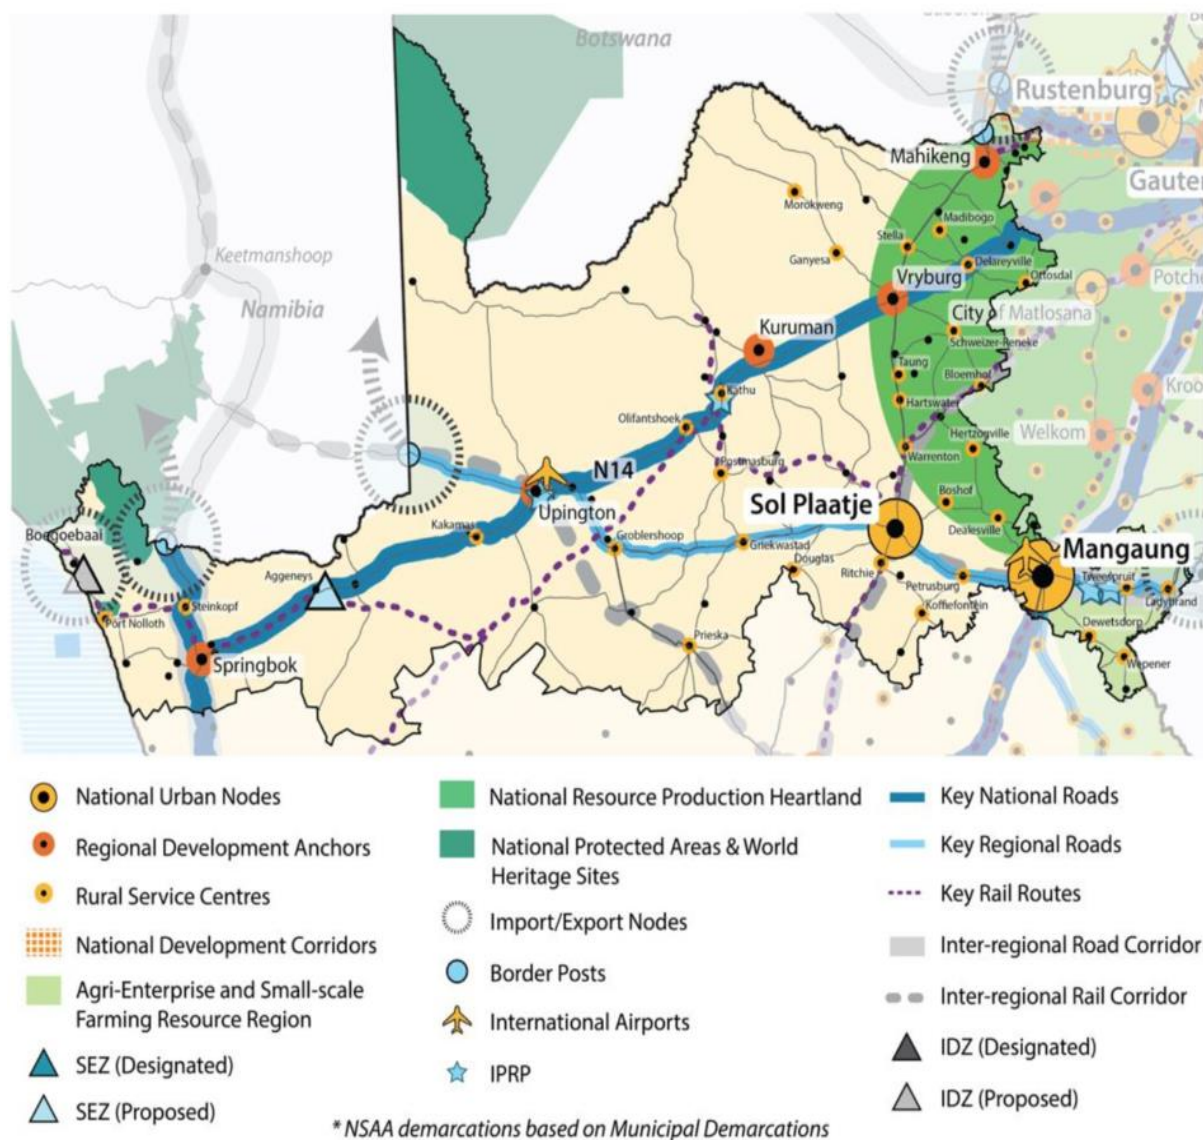 Botswana
Rustenburg
Mahikeng
Gauten
Morokweng
Madibogo
Stella
Keetmanshoop
Ganyesa
Delareyville
Ottosdal
Potche
Vryburg
Namibia
City of Matlosana
Kuruman
Schweizer-Reneke
Taung
Bloemhof
Kroo
Kathu
Hartswater
Olifantshoek
Hertzogville
Welkom
Warrenton
N14
Postmasburg
Boshof
Sol Plaatje
Upington
Dealesville
Kakamas
Boegoebaai
Groblershoop
Griekwastad
Mangaung
Aggeneys
Douglas
Ritchie
Tweespruit
Petrusburg
Ladybrand
Steinkopf
Koffiefontein
Port Nolloth
Dewetsdorp
Prieska
Springbok
Wepener
National Urban Nodes
Regional Development Anchors
Rural Service Centres
National Development Corridors
Agri-Enterprise and Small-scale
Farming Resource Region
SEZ (Designated)
SEZ (Proposed)
National Resource Production Heartland
National Protected Areas & World
Heritage Sites
Import/Export Nodes
Border Posts
International Airports
IPRP
Key National Roads
Key Regional Roads
Key Rail Routes
Inter-regional Road Corridor
Inter-regional Rail Corridor
IDZ (Designated)
IDZ (Proposed)
* NSAA demarcations based on Municipal Demarcations